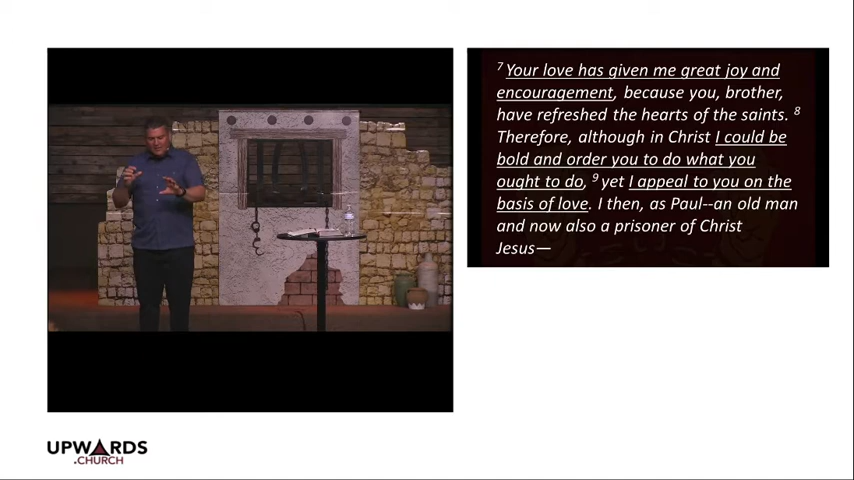 ⁷ Your love has given me great joy and
encouragement, because you, brother,
have refreshed the hearts of the saints. ⁸
Therefore, although in Christ I could be
bold and order you to do what you
ought to do, ⁹ yet I appeal to you on the
basis of love. I then, as Paul--an old man
and now also a prisoner of Christ
Jesus—
UPWARDS
.CHURCH